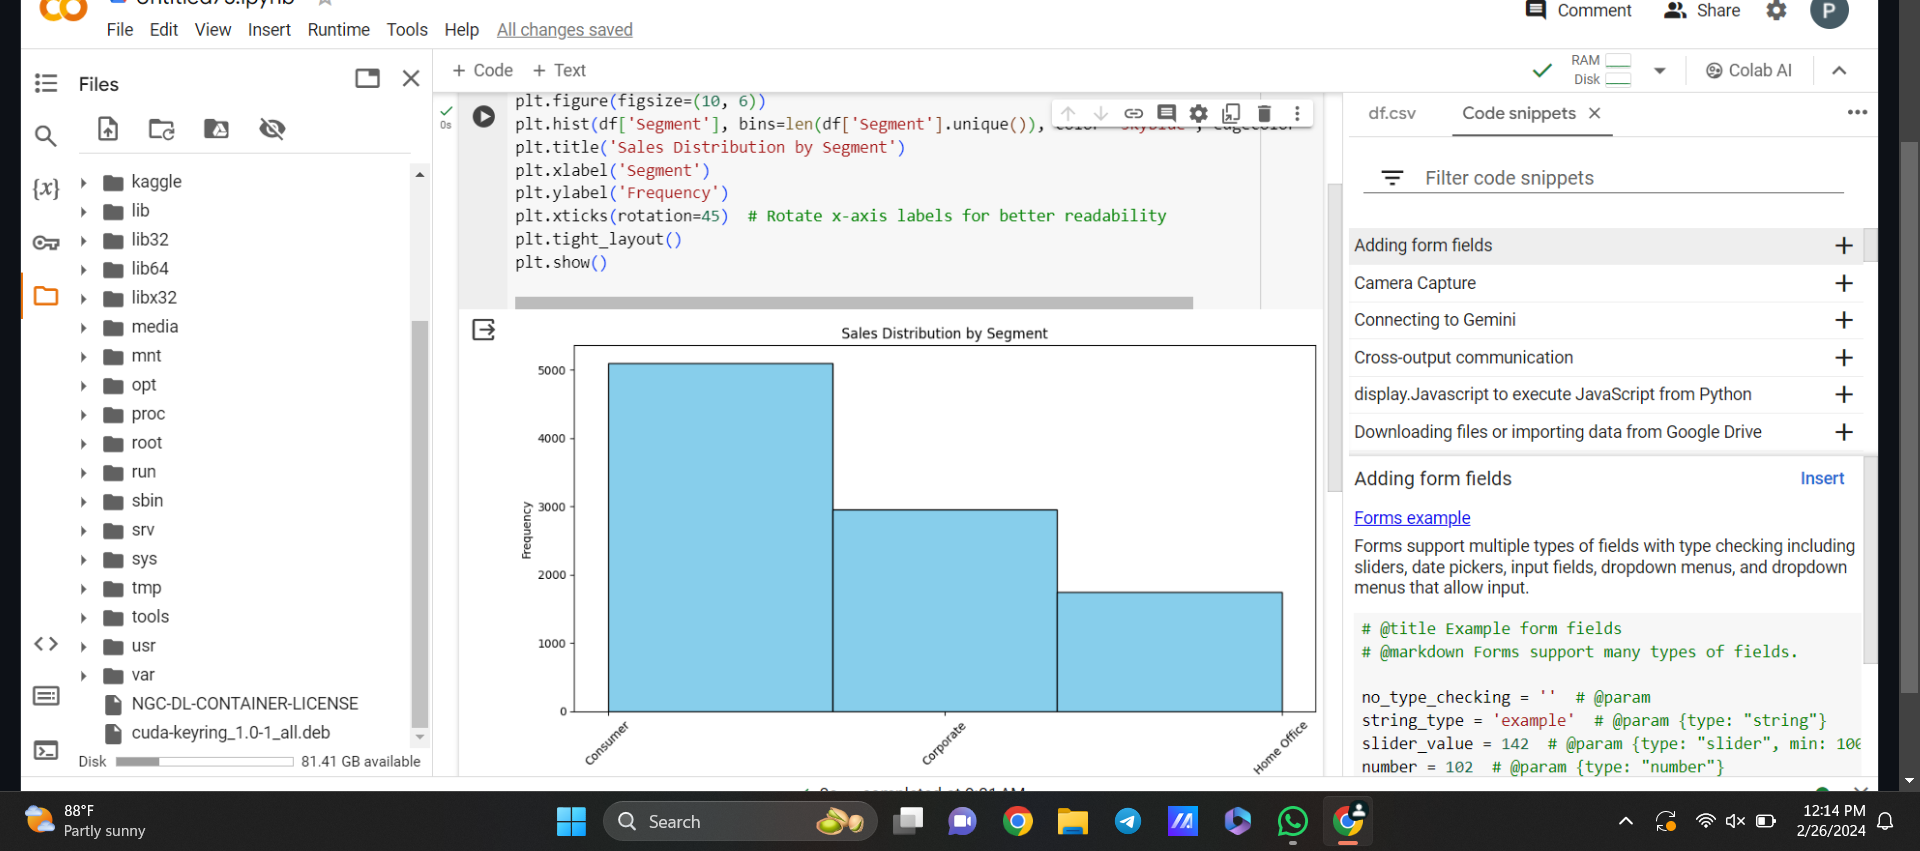 File Edit View Insert Runtime Tools Help All changes saved
Comment Share P
Files
+ Code + Text
RAM
Disk
Colab AI
{x}
kaggle
lib
lib32
lib64
libx32
media
mnt
opt
proc
root
run
sbin
srv
sys
tmp
tools
usr
var
NGC-DL-CONTAINER-LICENSE
cuda-keyring_1.0-1_all.deb
Disk 81.41 GB available
0s
plt.figure(figsize=(10, 6))
plt.hist(df['Segment'], bins=len(df['Segment'].unique()),
plt.title('Sales Distribution by Segment')
plt.xlabel('Segment')
plt.ylabel('Frequency')
plt.xticks(rotation=45) # Rotate x-axis labels for better readability
plt.tight_layout()
plt.show()
Sales Distribution by Segment
Frequency
5000
4000
3000
2000
1000
0
Consumer
Corporate
Home Office
df.csv Code snippets
Filter code snippets
Adding form fields
Camera Capture
Connecting to Gemini
Cross-output communication
display.Javascript to execute JavaScript from Python
Downloading files or importing data from Google Drive
Adding form fields Insert
Forms example
Forms support multiple types of fields with type checking including
sliders, date pickers, input fields, dropdown menus, and dropdown
menus that allow input.
# @title Example form fields
# @markdown Forms support many types of fields.
no_type_checking = '' # @param
string_type = 'example' # @param {type: "string"}
slider_value = 142 # @param {type: "slider", min: 100
number = 102 # @param {type: "number"}
88°F
Partly sunny
Search
12:14 PM
2/26/2024